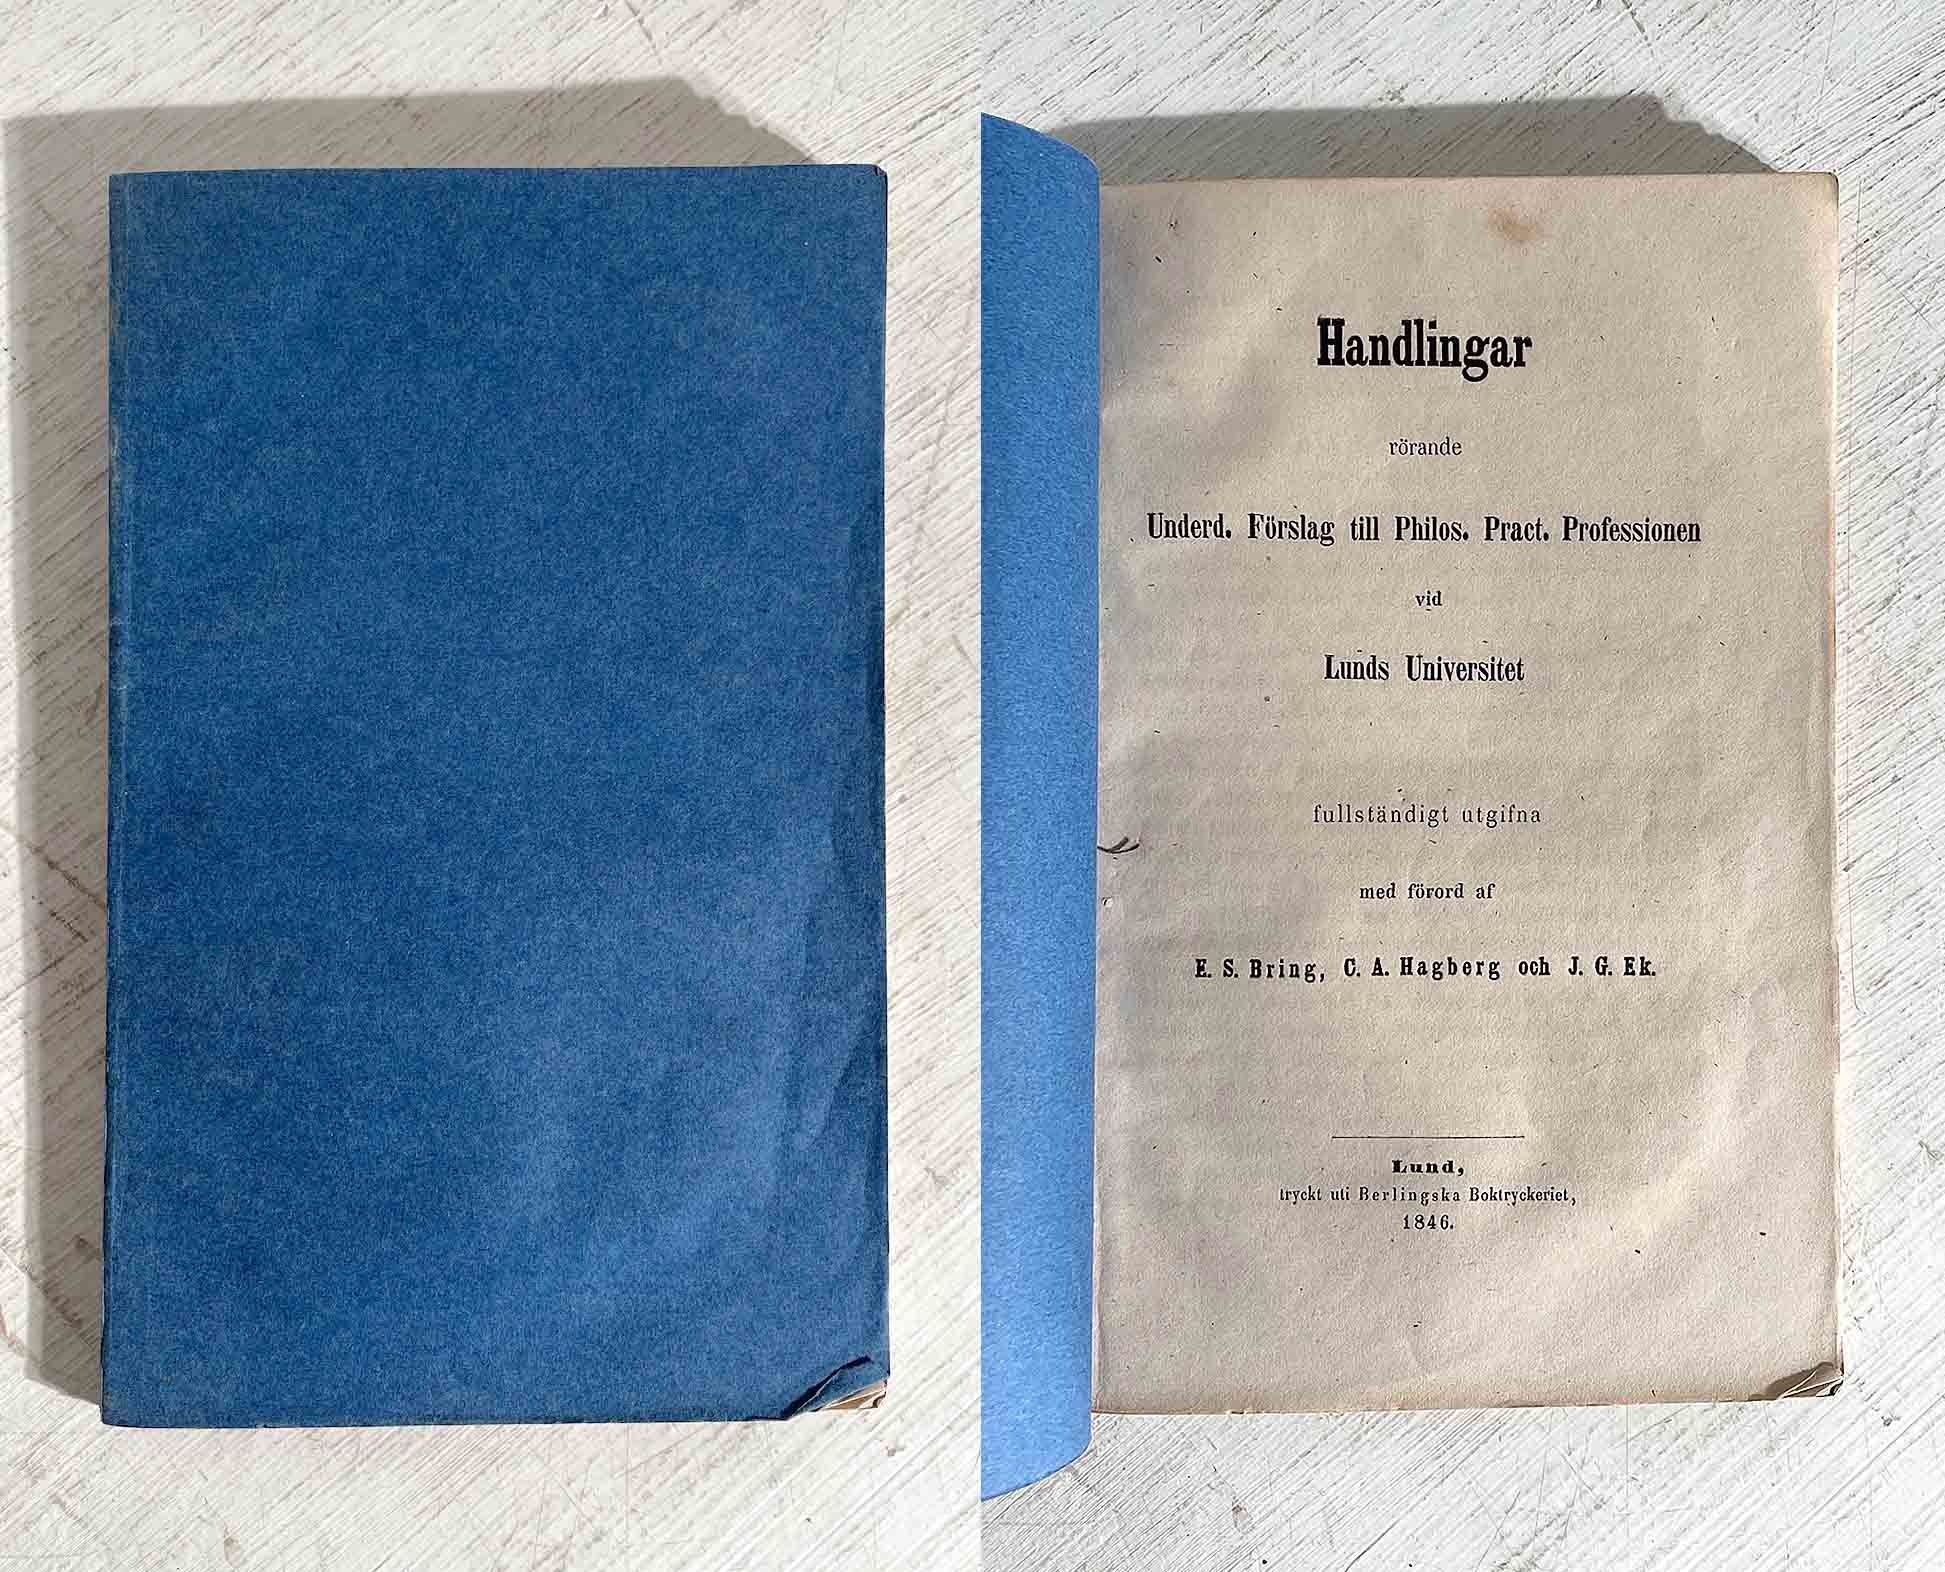 Handlingar
rörande
Underd. Förslag till Philos. Pract. Professionen
vid
Lunds Universitet
fullständigt utgifna
med förord af
E. S. Bring, C. A. Hagberg och J. G. Ek.
Lund,
tryckt uti Berlingska Boktryckeriet,
1846.